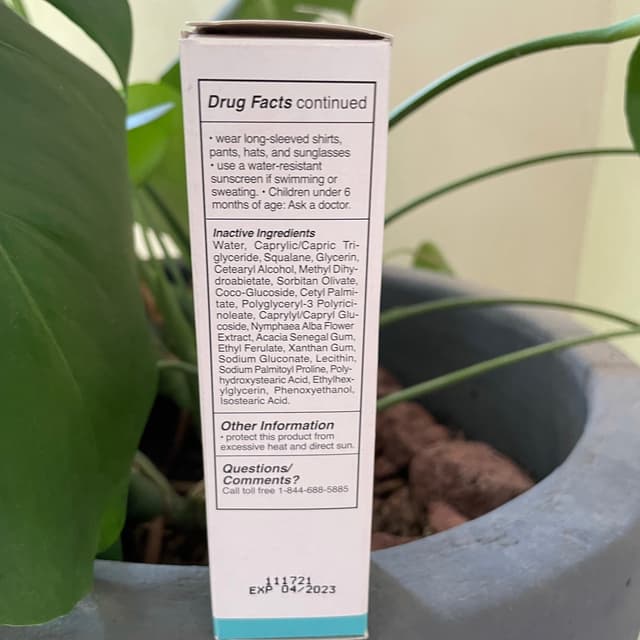 Drug Facts continued
• wear long-sleeved shirts,
pants, hats, and sunglasses
• use a water-resistant
sunscreen if swimming or
sweating. • Children under 6
months of age: Ask a doctor.
Inactive Ingredients
Water, Caprylic/Capric Tri-
glyceride, Squalane, Glycerin,
Cetearyl Alcohol, Methyl Dihy-
droabietate, Sorbitan Olivate,
Coco-Glucoside, Cetyl Palmi-
tate, Polyglyceryl-3 Polyrici-
noleate, Caprylyl/Capryl Glu-
coside, Nymphaea Alba Flower
Extract, Acacia Senegal Gum,
Ethyl Ferulate, Xanthan Gum,
Sodium Gluconate, Lecithin,
Sodium Palmitoyl Proline, Poly-
hydroxystearic Acid, Ethylhex-
ylglycerin, Phenoxyethanol,
Isostearic Acid.
Other Information
• protect this product from
excessive heat and direct sun.
Questions/
Comments?
Call toll free 1-844-688-5885
111721
EXP 04/2023